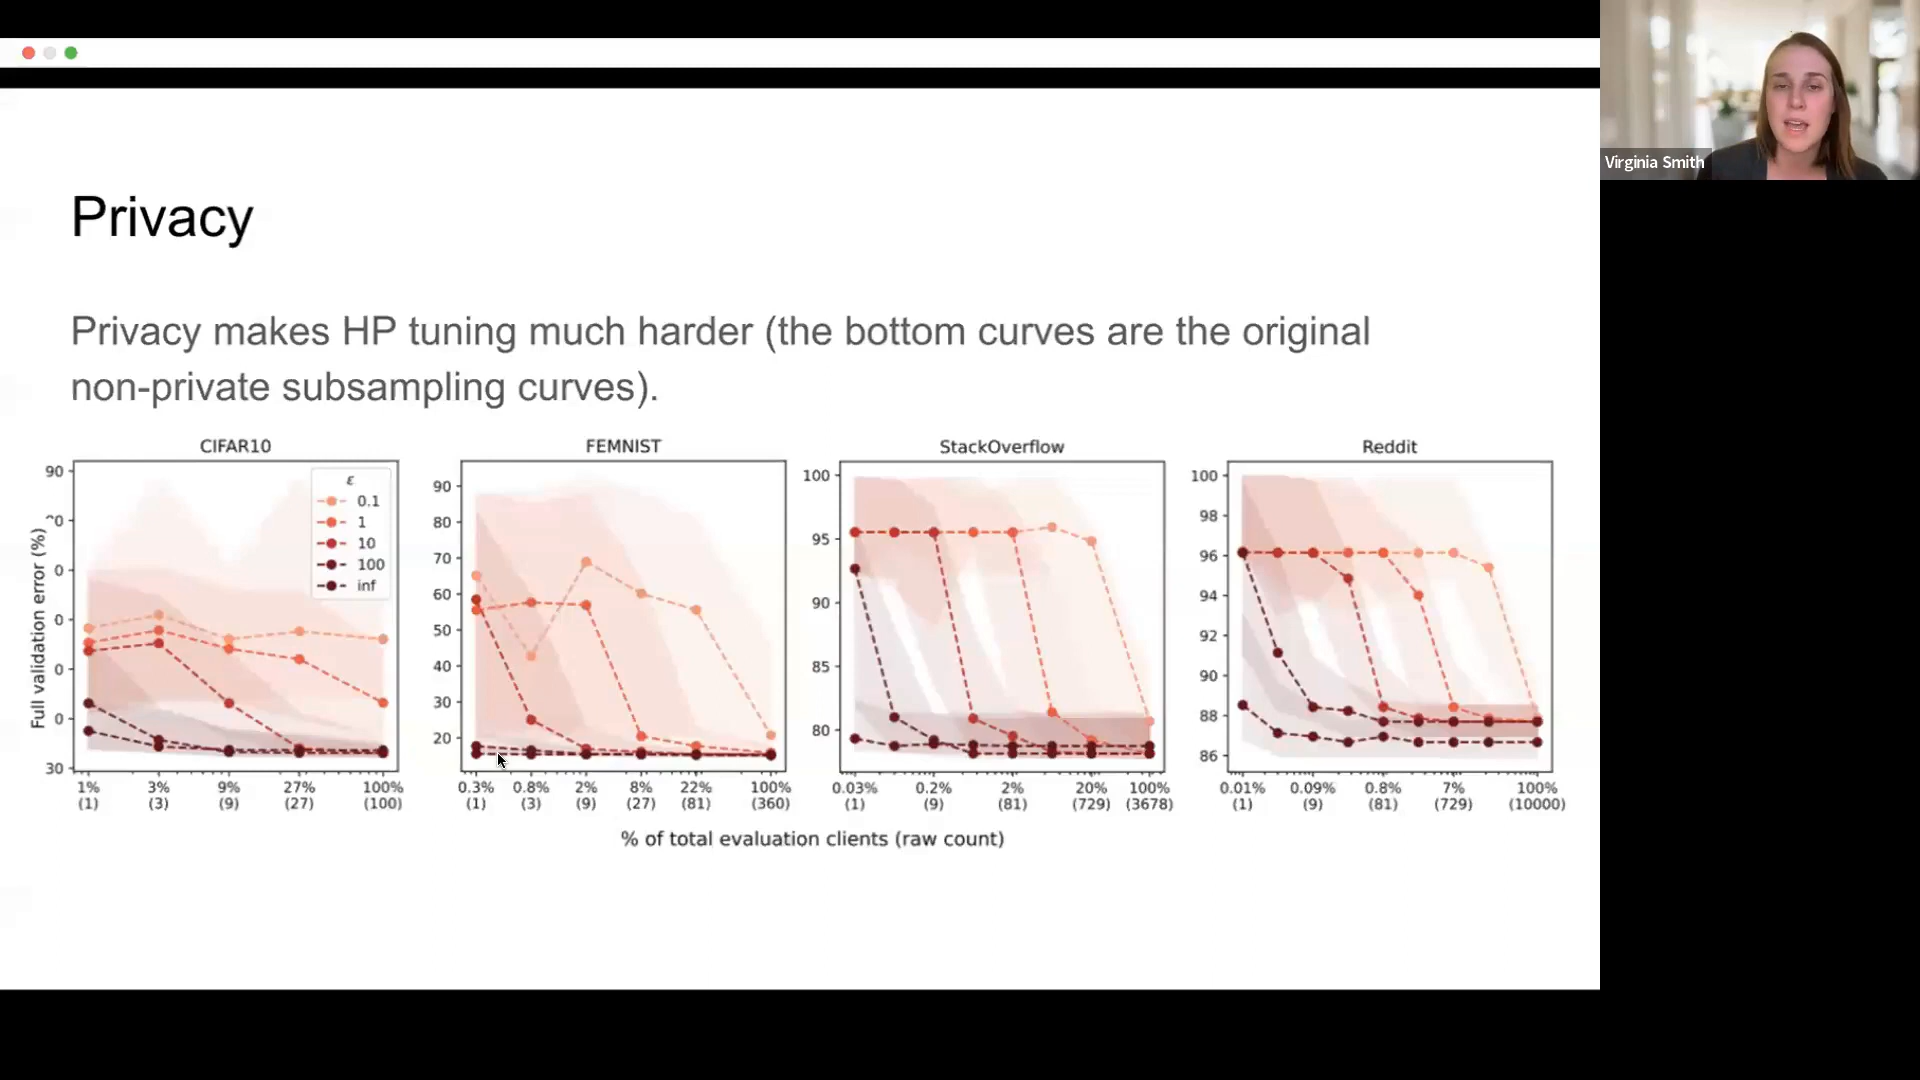 Virginia Smith
Privacy
Privacy makes HP tuning much harder (the bottom curves are the original
non-private subsampling curves).
CIFAR10
FEMNIST
StackOverflow
Reddit
Full validation error (%)
90
0
0
0
0
0
30
ε
0.1
1
10
100
inf
1% 3% 9% 27% 100%
(1) (3) (9) (27) (100)
90
80
70
60
50
40
30
20
0.3% 0.8% 2% 8% 22% 100%
(1) (3) (9) (27) (81) (360)
100
95
90
85
80
0.03% 0.2% 2% 20% 100%
(1) (9) (81) (729) (3678)
100
98
96
94
92
90
88
86
0.01% 0.09% 0.8% 7% 100%
(1) (9) (81) (729) (10000)
% of total evaluation clients (raw count)